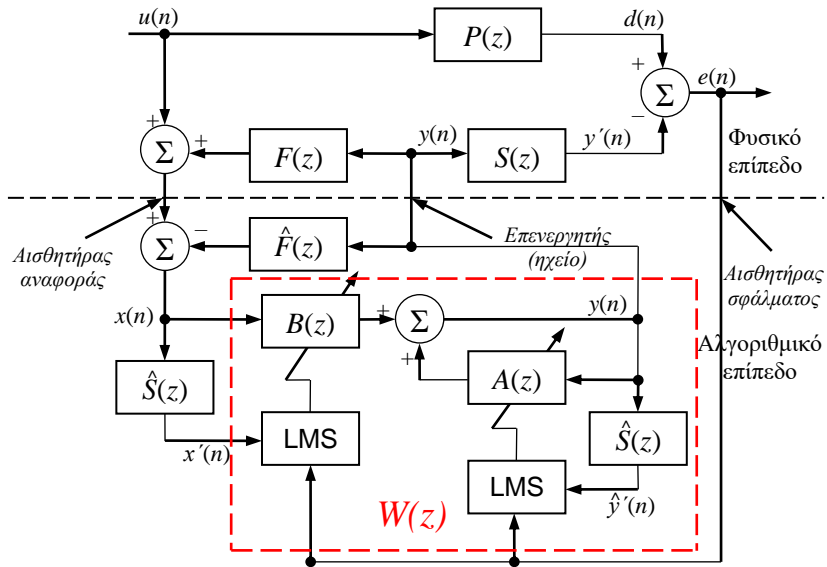 u(n)
P(z)
d(n)
+
e(n)
Σ
−
+
Σ
+
F(z)
y(n)
S(z)
y´(n)
Φυσικό
επίπεδο
+
Σ
−
F̂(z)
Αισθητήρας
αναφοράς
Επενεργητής
(ηχείο)
Αισθητήρας
σφάλματος
x(n)
B(z)
+
Σ
y(n)
+
A(z)
Αλγοριθμικό
επίπεδο
Ŝ(z)
Ŝ(z)
x´(n)
LMS
LMS
ŷ´(n)
W(z)